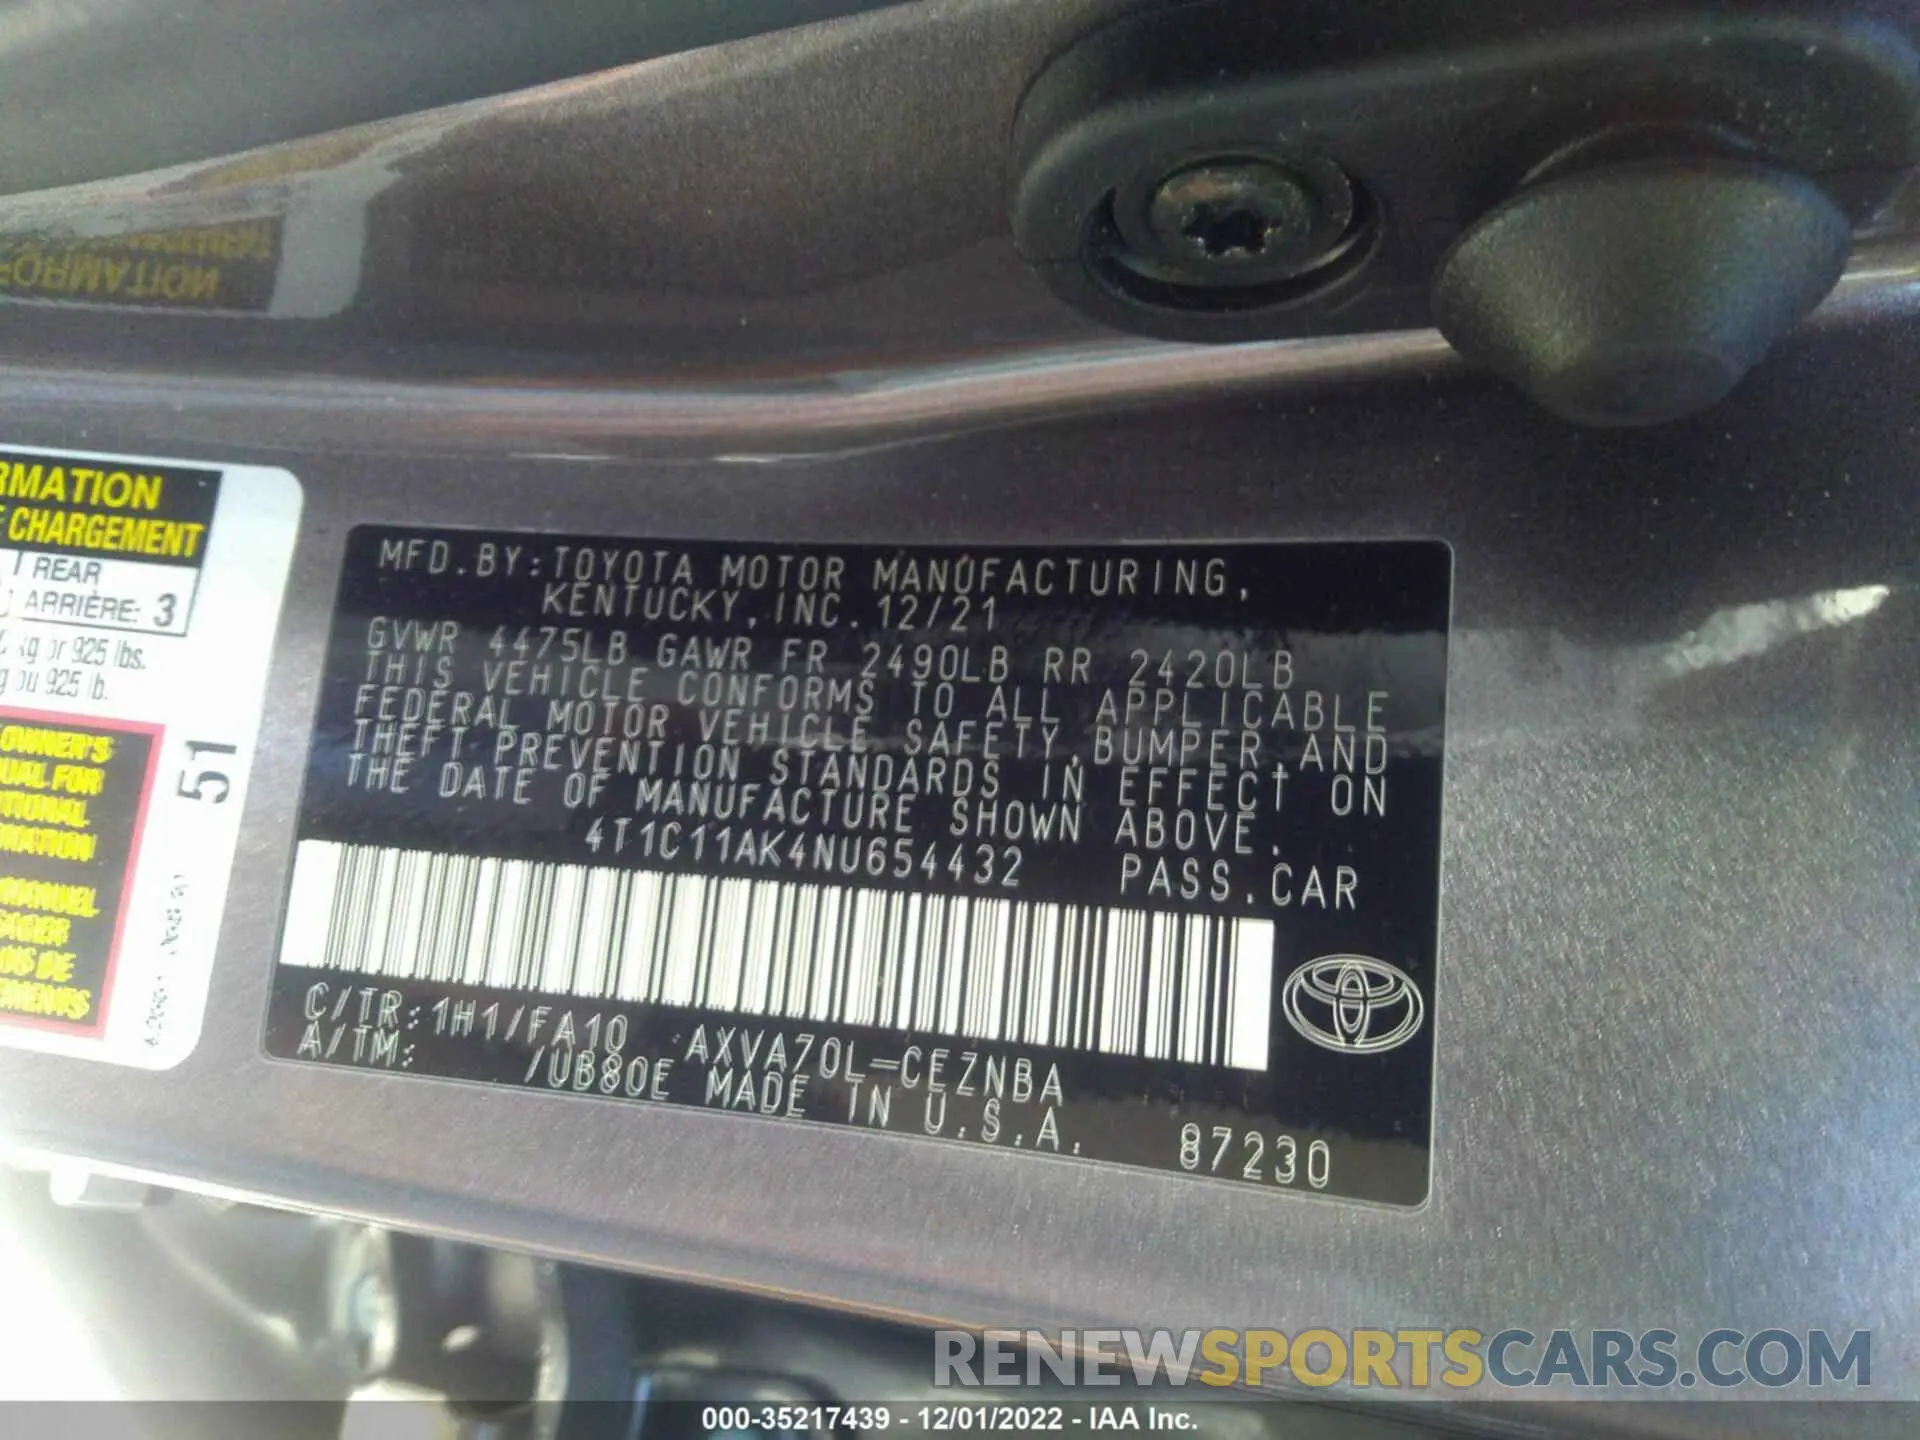 RMATION
E CHARGEMENT
REAR
ARRIÈRE: 3
kg or 925 lbs.
ou 925 lb.
OWNER'S
FOR
51
MFD.BY:TOYOTA MOTOR MANUFACTURING,
KENTUCKY,INC. 12/21
GVWR 4475LB GAWR FR 2490LB RR 2420LB
THIS VEHICLE CONFORMS TO ALL APPLICABLE
FEDERAL MOTOR VEHICLE SAFETY,BUMPER,AND
THEFT PREVENTION STANDARDS IN EFFECT ON
THE DATE OF MANUFACTURE SHOWN ABOVE.
4T1C11AK4NU654432 PASS.CAR
C/TR:1H1/FA10 AXVA70L-CEZNBA
A/TM: /UB80E MADE IN U.S.A.
87230
RENEWSPORTSCARS.COM
000-35217439 - 12/01/2022 - IAA Inc.